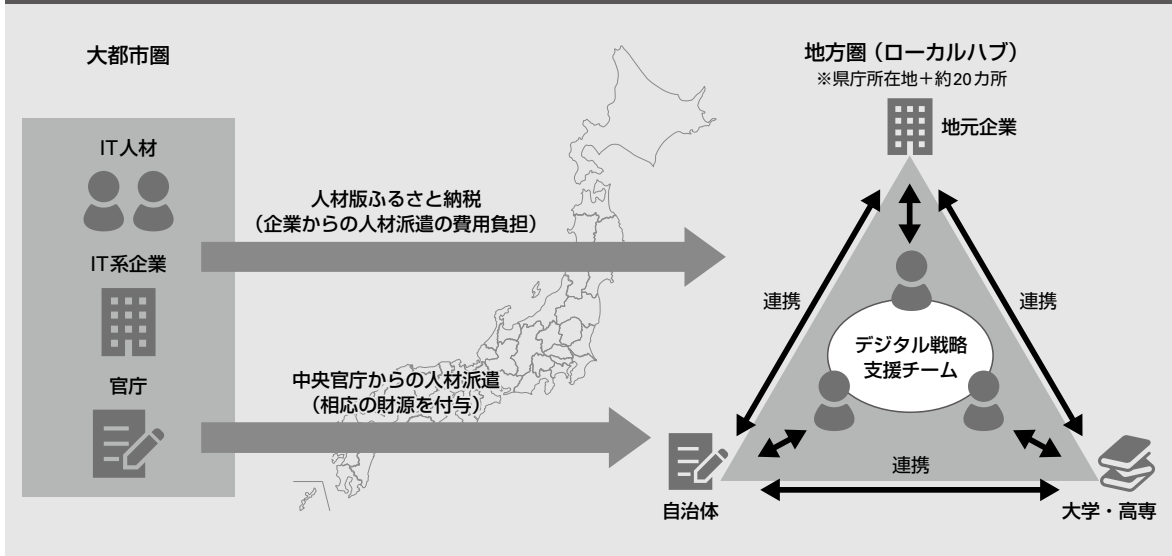 大都市圏
IT人材
IT系企業
官庁
人材版ふるさと納税
（企業からの人材派遣の費用負担）
中央官庁からの人材派遣
（相応の財源を付与）
地方圏（ローカルハブ）
※県庁所在地＋約20カ所
地元企業
連携
連携
デジタル戦略
支援チーム
連携
自治体
大学・高専